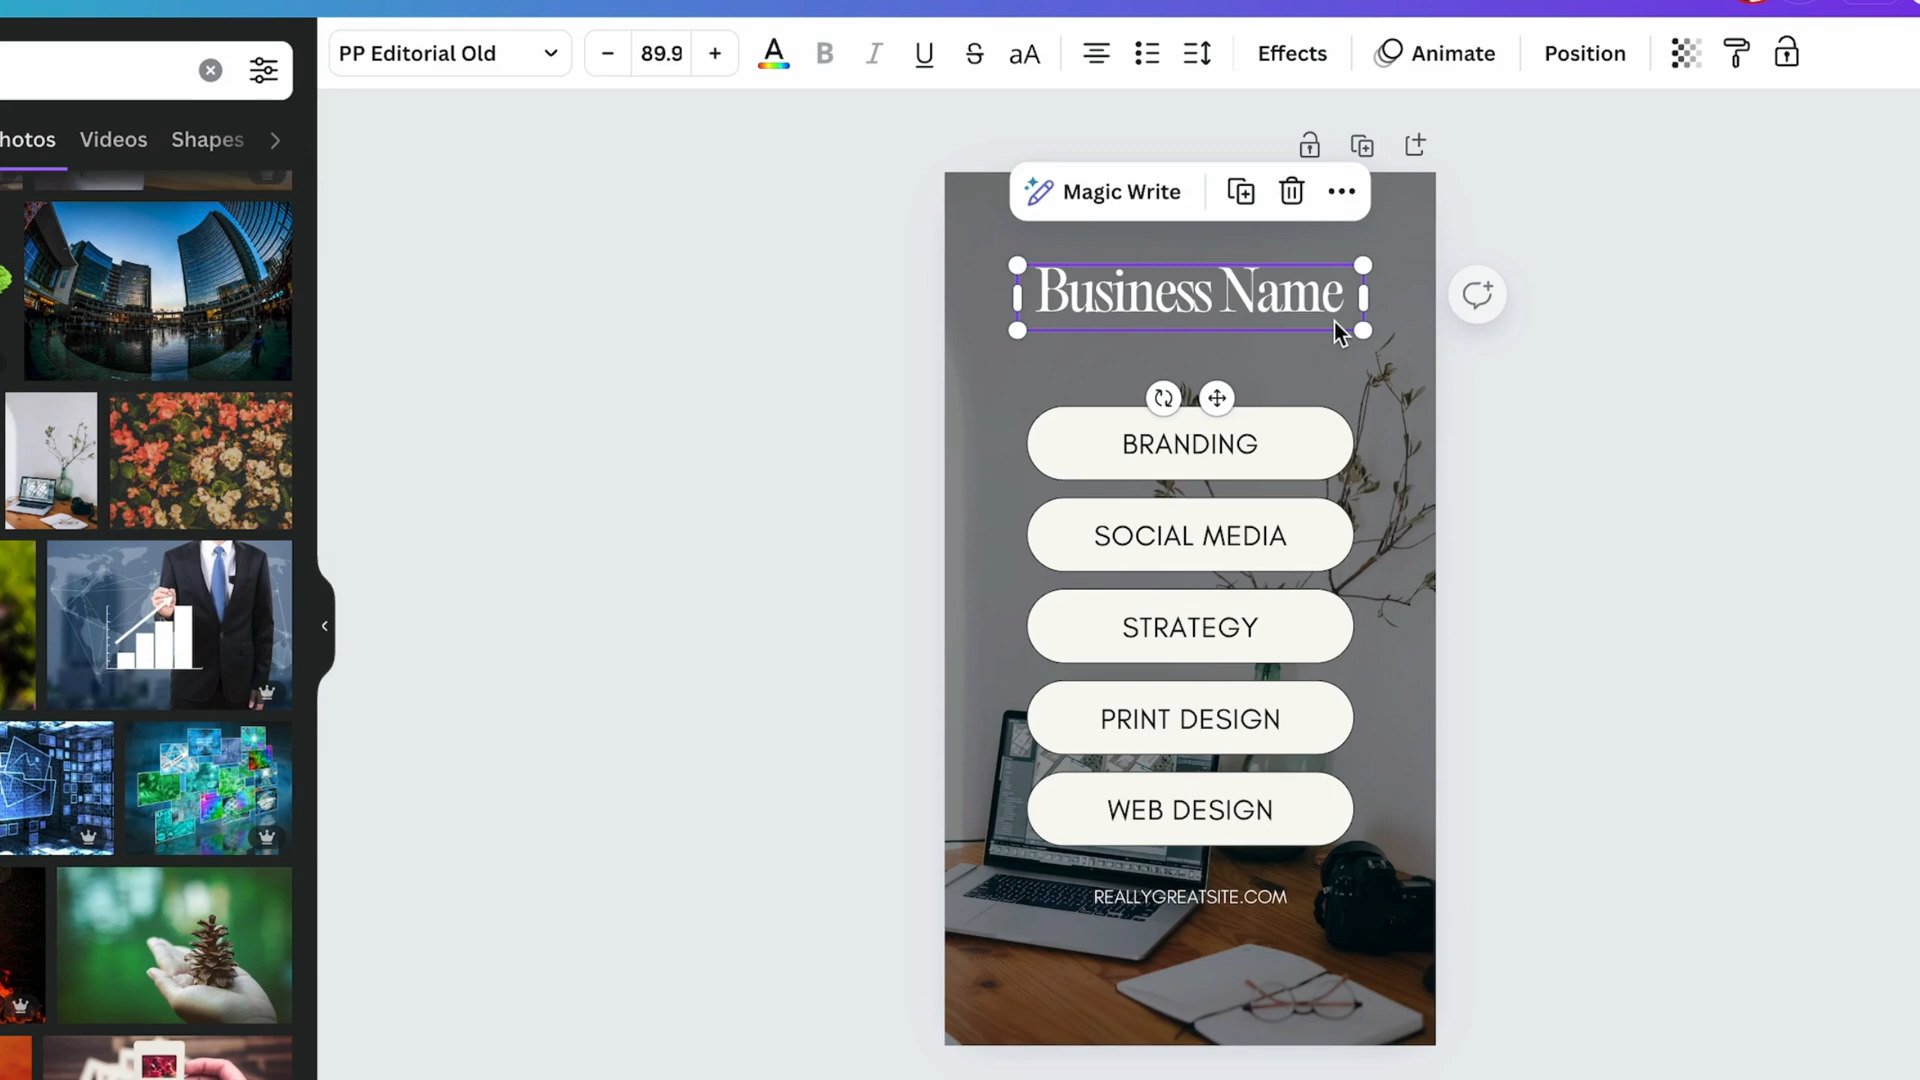 PP Editorial Old
89.9
A
B
I
U
S
aA
Effects
Animate
Position
hotos
Videos
Shapes
Magic Write
Business Name
BRANDING
SOCIAL MEDIA
STRATEGY
PRINT DESIGN
WEB DESIGN
REALLYGREATSITE.COM